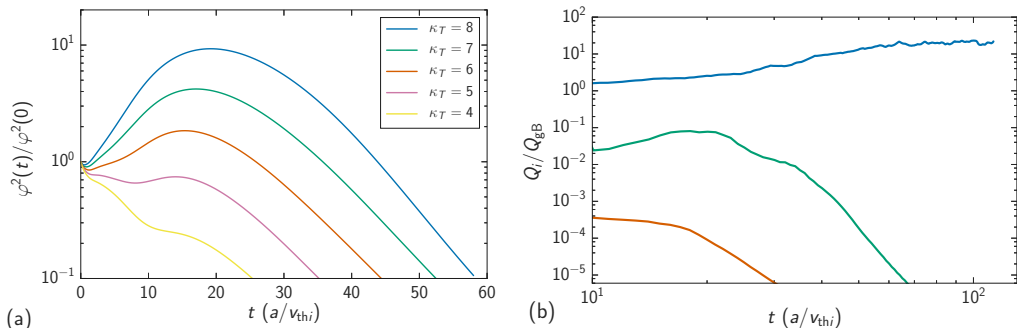 φ²(t)/φ²(0)
10¹
10⁰
10⁻¹
κ_T = 8
κ_T = 7
κ_T = 6
κ_T = 5
κ_T = 4
0 10 20 30 40 50 60
t (a/v_thi)
(a)
Q_i/Q_gB
10²
10¹
10⁰
10⁻¹
10⁻²
10⁻³
10⁻⁴
10⁻⁵
10¹ 10²
t (a/v_thi)
(b)